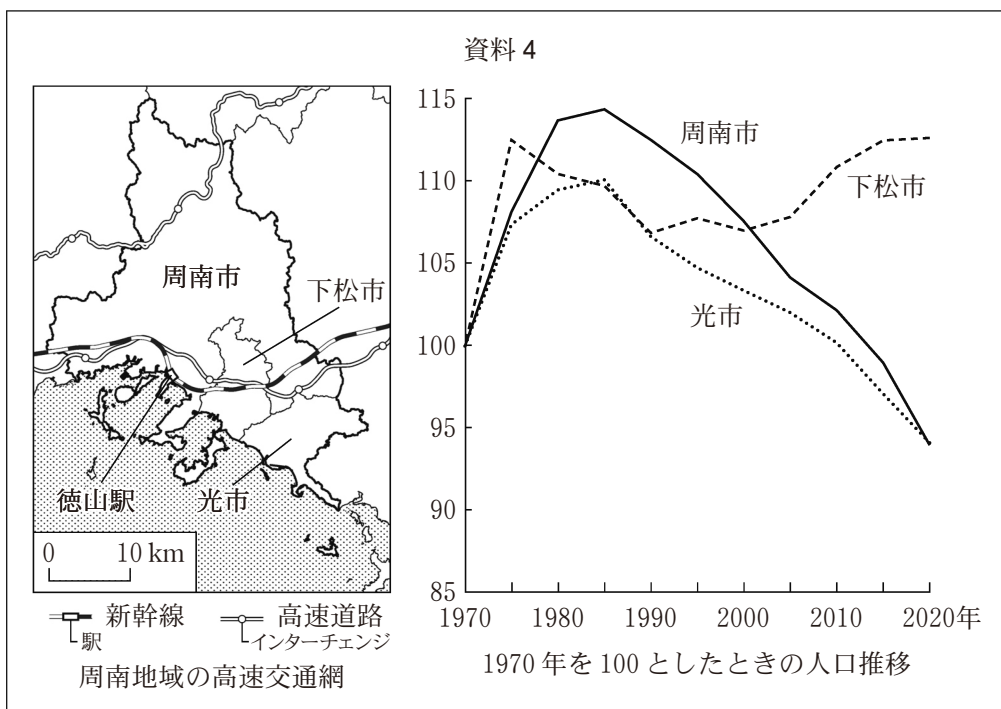 資料4
周南市
下松市
徳山駅
光市
0 10 km
新幹線
駅
高速道路
インターチェンジ
周南地域の高速交通網
115
110
105
100
95
90
85
周南市
下松市
光市
1970 1980 1990 2000 2010 2020年
1970年を100としたときの人口推移